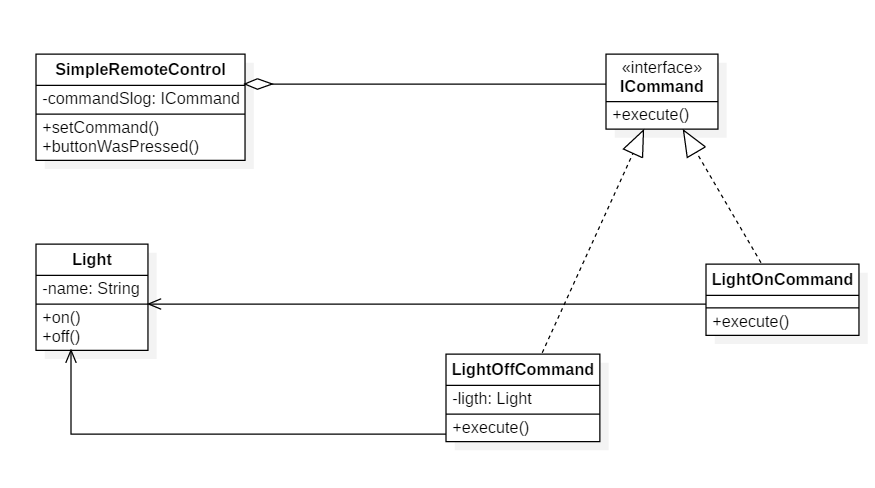 SimpleRemoteControl
-commandSlog: ICommand
+setCommand()
+buttonWasPressed()
«interface»
ICommand
+execute()
Light
-name: String
+on()
+off()
LightOnCommand
+execute()
LightOffCommand
-ligth: Light
+execute()